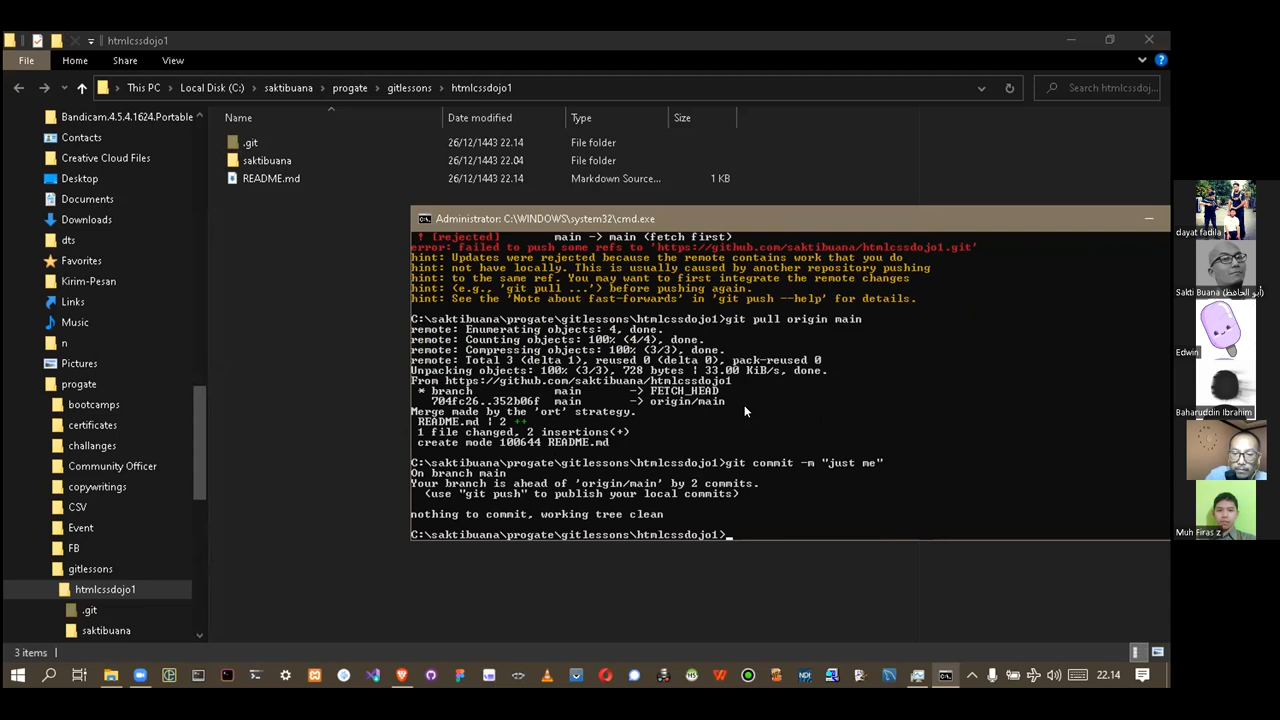 htmlcssdojo1
File Home Share View
This PC Local Disk (C:) saktibuana progate gitlessons htmlcssdojo1
Search htmlcssdoj...
Name Date modified Type Size
.git 26/12/1443 22.14 File folder
saktibuana 26/12/1443 22.04 File folder
README.md 26/12/1443 22.14 Markdown Source... 1 KB
Bandicam.4.5.4.1624.Portable
Contacts
Creative Cloud Files
Desktop
Documents
Downloads
dts
Favorites
Kirim-Pesan
Links
Music
n
Pictures
progate
bootcamps
certificates
challanges
Community Officer
copywritings
CSV
Event
FB
gitlessons
htmlcssdojo1
.git
saktibuana
3 items
Administrator: C:\WINDOWS\system32\cmd.exe
! [rejected] main -> main (fetch first)
error: failed to push some refs to 'https://github.com/saktibuana/htmlcssdojo1.git'
hint: Updates were rejected because the remote contains work that you do
hint: not have locally. This is usually caused by another repository pushing
hint: to the same ref. You may want to first integrate the remote changes
hint: (e.g., 'git pull ...') before pushing again.
hint: See the 'Note about fast-forwards' in 'git push --help' for details.
C:\saktibuana\progate\gitlessons\htmlcssdojo1>git pull origin main
remote: Enumerating objects: 4, done.
remote: Counting objects: 100% (4/4), done.
remote: Compressing objects: 100% (3/3), done.
remote: Total 3 (delta 1), reused 0 (delta 0), pack-reused 0
Unpacking objects: 100% (3/3), 728 bytes | 33.00 KiB/s, done.
From https://github.com/saktibuana/htmlcssdojo1
* branch main -> FETCH_HEAD
704fc26..352b06f main -> origin/main
Merge made by the 'ort' strategy.
README.md | 2 ++
1 file changed, 2 insertions(+)
create mode 100644 README.md
C:\saktibuana\progate\gitlessons\htmlcssdojo1>git commit -m "just me"
On branch main
Your branch is ahead of 'origin/main' by 2 commits.
(use "git push" to publish your local commits)
nothing to commit, working tree clean
C:\saktibuana\progate\gitlessons\htmlcssdojo1>_
dayat fadila
Sakti Buana (أبو الحافظ)
Edwin
Baharuddin Ibrahim
Muh Firas z
22.14